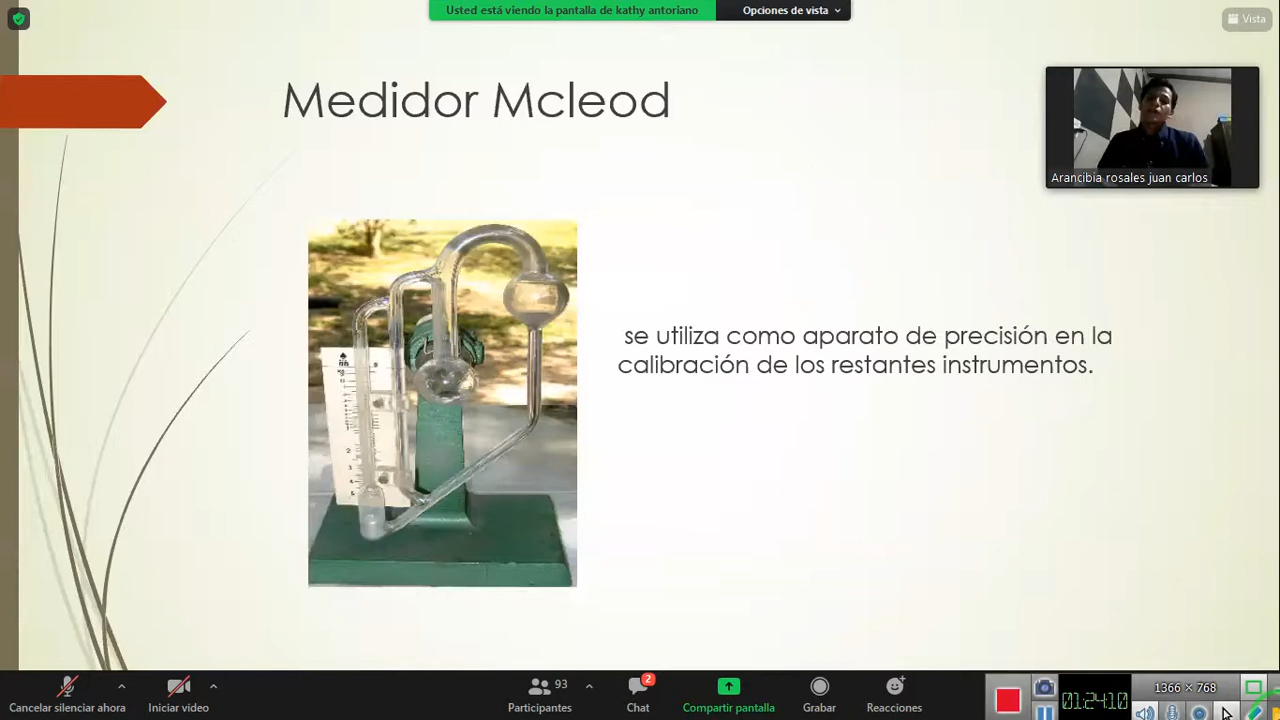 Usted está viendo la pantalla de kathy antoriano
Opciones de vista
Vista
Medidor Mcleod
Arancibia rosales juan carlos
se utiliza como aparato de precisión en la
calibración de los restantes instrumentos.
Cancelar silenciar ahora
Iniciar video
93
Participantes
2
Chat
Compartir pantalla
Grabar
Reacciones
01:24:10
1366 × 768